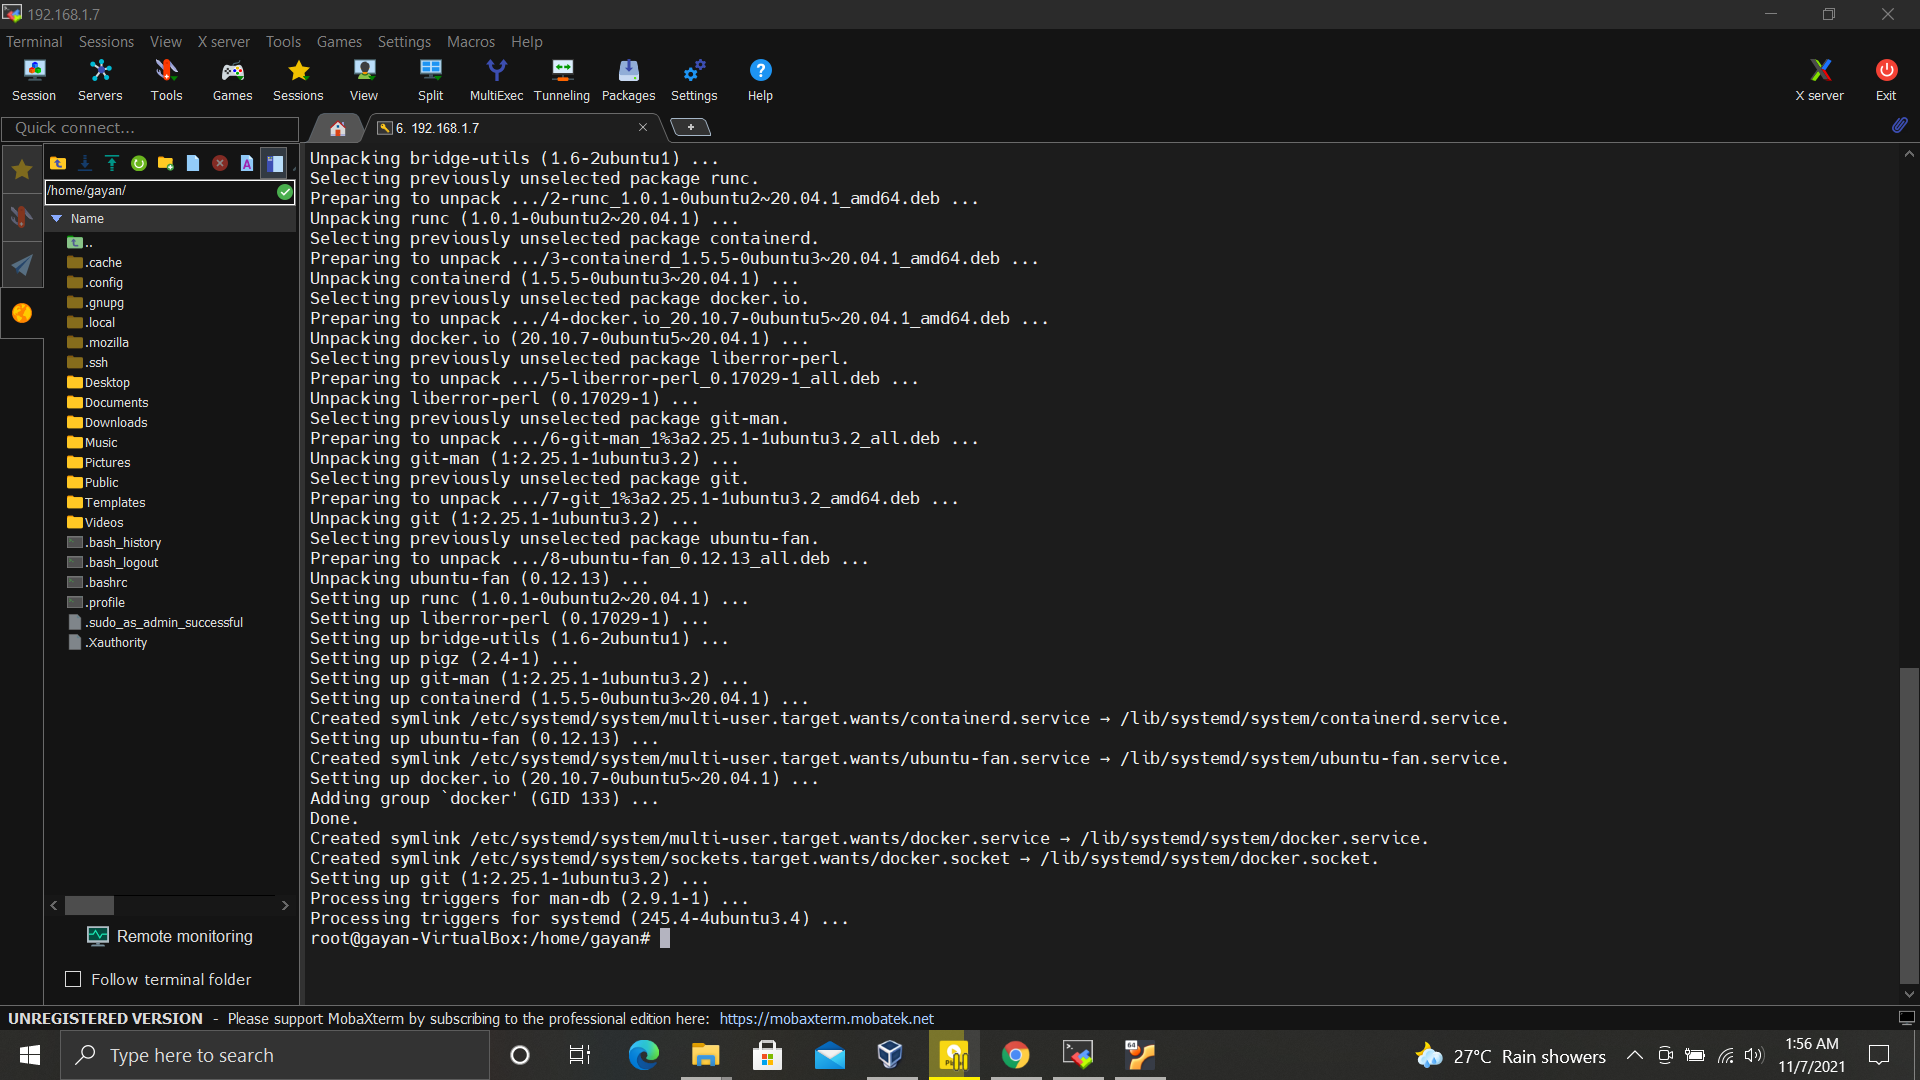 192.168.1.7
Terminal Sessions View X server Tools Games Settings Macros Help
Session Servers Tools Games Sessions View Split MultiExec Tunneling Packages Settings Help X server Exit
Quick connect...
6. 192.168.1.7
/home/gayan/
Name
..
.cache
.config
.gnupg
.local
.mozilla
.ssh
Desktop
Documents
Downloads
Music
Pictures
Public
Templates
Videos
.bash_history
.bash_logout
.bashrc
.profile
.sudo_as_admin_successful
.Xauthority
Remote monitoring
Follow terminal folder
Unpacking bridge-utils (1.6-2ubuntu1) ...
Selecting previously unselected package runc.
Preparing to unpack .../2-runc_1.0.1-0ubuntu2~20.04.1_amd64.deb ...
Unpacking runc (1.0.1-0ubuntu2~20.04.1) ...
Selecting previously unselected package containerd.
Preparing to unpack .../3-containerd_1.5.5-0ubuntu3~20.04.1_amd64.deb ...
Unpacking containerd (1.5.5-0ubuntu3~20.04.1) ...
Selecting previously unselected package docker.io.
Preparing to unpack .../4-docker.io_20.10.7-0ubuntu5~20.04.1_amd64.deb ...
Unpacking docker.io (20.10.7-0ubuntu5~20.04.1) ...
Selecting previously unselected package liberror-perl.
Preparing to unpack .../5-liberror-perl_0.17029-1_all.deb ...
Unpacking liberror-perl (0.17029-1) ...
Selecting previously unselected package git-man.
Preparing to unpack .../6-git-man_1%3a2.25.1-1ubuntu3.2_all.deb ...
Unpacking git-man (1:2.25.1-1ubuntu3.2) ...
Selecting previously unselected package git.
Preparing to unpack .../7-git_1%3a2.25.1-1ubuntu3.2_amd64.deb ...
Unpacking git (1:2.25.1-1ubuntu3.2) ...
Selecting previously unselected package ubuntu-fan.
Preparing to unpack .../8-ubuntu-fan_0.12.13_all.deb ...
Unpacking ubuntu-fan (0.12.13) ...
Setting up runc (1.0.1-0ubuntu2~20.04.1) ...
Setting up liberror-perl (0.17029-1) ...
Setting up bridge-utils (1.6-2ubuntu1) ...
Setting up pigz (2.4-1) ...
Setting up git-man (1:2.25.1-1ubuntu3.2) ...
Setting up containerd (1.5.5-0ubuntu3~20.04.1) ...
Created symlink /etc/systemd/system/multi-user.target.wants/containerd.service → /lib/systemd/system/containerd.service.
Setting up ubuntu-fan (0.12.13) ...
Created symlink /etc/systemd/system/multi-user.target.wants/ubuntu-fan.service → /lib/systemd/system/ubuntu-fan.service.
Setting up docker.io (20.10.7-0ubuntu5~20.04.1) ...
Adding group `docker' (GID 133) ...
Done.
Created symlink /etc/systemd/system/multi-user.target.wants/docker.service → /lib/systemd/system/docker.service.
Created symlink /etc/systemd/system/sockets.target.wants/docker.socket → /lib/systemd/system/docker.socket.
Setting up git (1:2.25.1-1ubuntu3.2) ...
Processing triggers for man-db (2.9.1-1) ...
Processing triggers for systemd (245.4-4ubuntu3.4) ...
root@gayan-VirtualBox:/home/gayan#
UNREGISTERED VERSION - Please support MobaXterm by subscribing to the professional edition here: https://mobaxterm.mobatek.net
Type here to search
64
27°C Rain showers
1:56 AM
11/7/2021